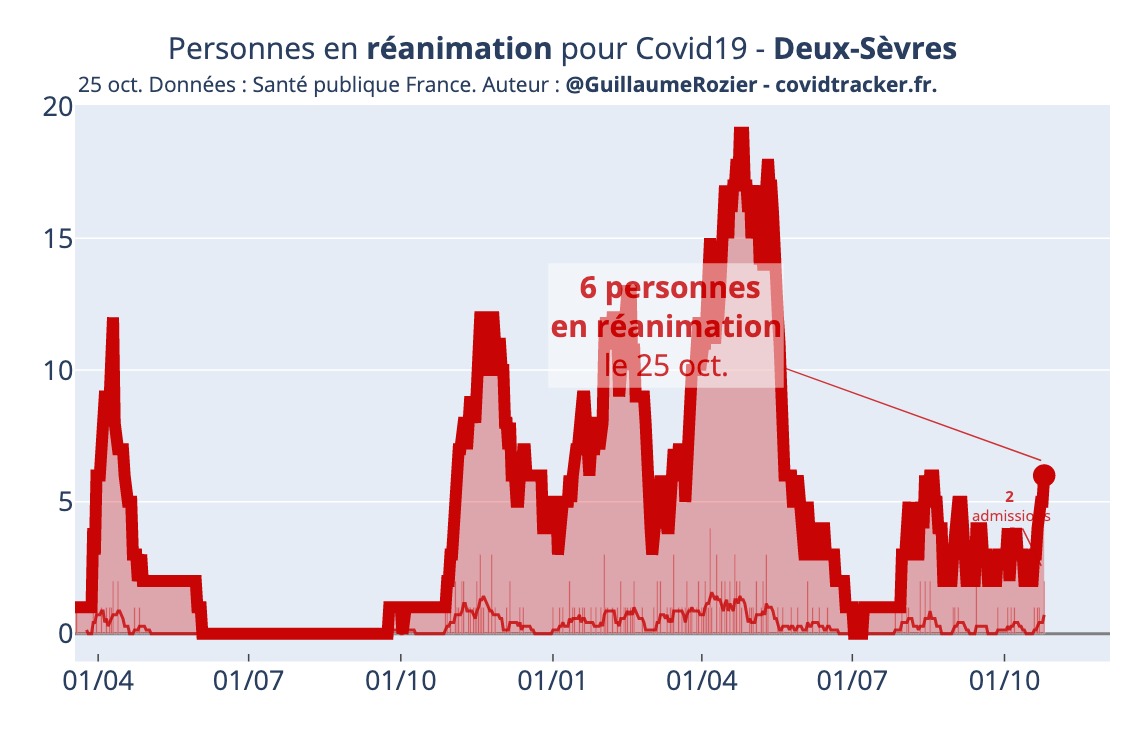 Personnes en réanimation pour Covid19 - Deux-Sèvres
25 oct. Données : Santé publique France. Auteur : @GuillaumeRozier - covidtracker.fr.
20
15
10
5
0
6 personnes
en réanimation
le 25 oct.
2
admissions
01/04
01/07
01/10
01/01
01/04
01/07
01/10